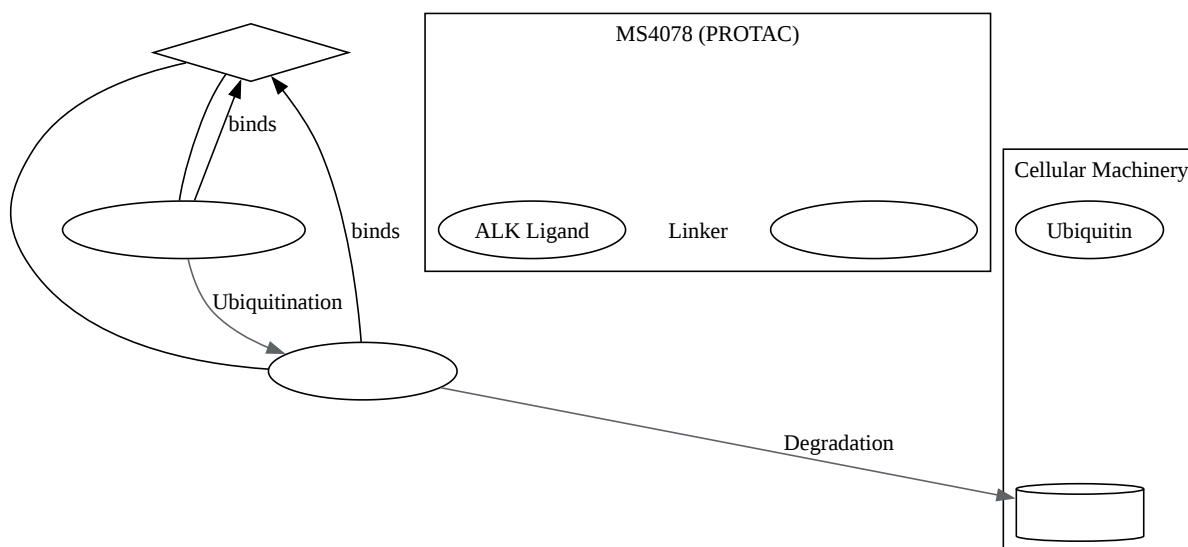 MS4078 (PROTAC)
binds
Cellular Machinery
ALK Ligand
Linker
Ubiquitin
binds
Ubiquitination
Degradation